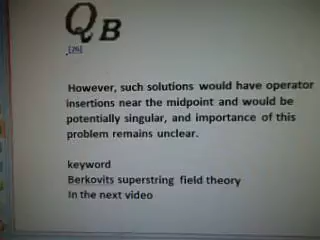 QB
[26]
However, such solutions would have operator
insertions near the midpoint and would be
potentially singular, and importance of this
problem remains unclear.
keyword
Berkovits superstring field theory
In the next video